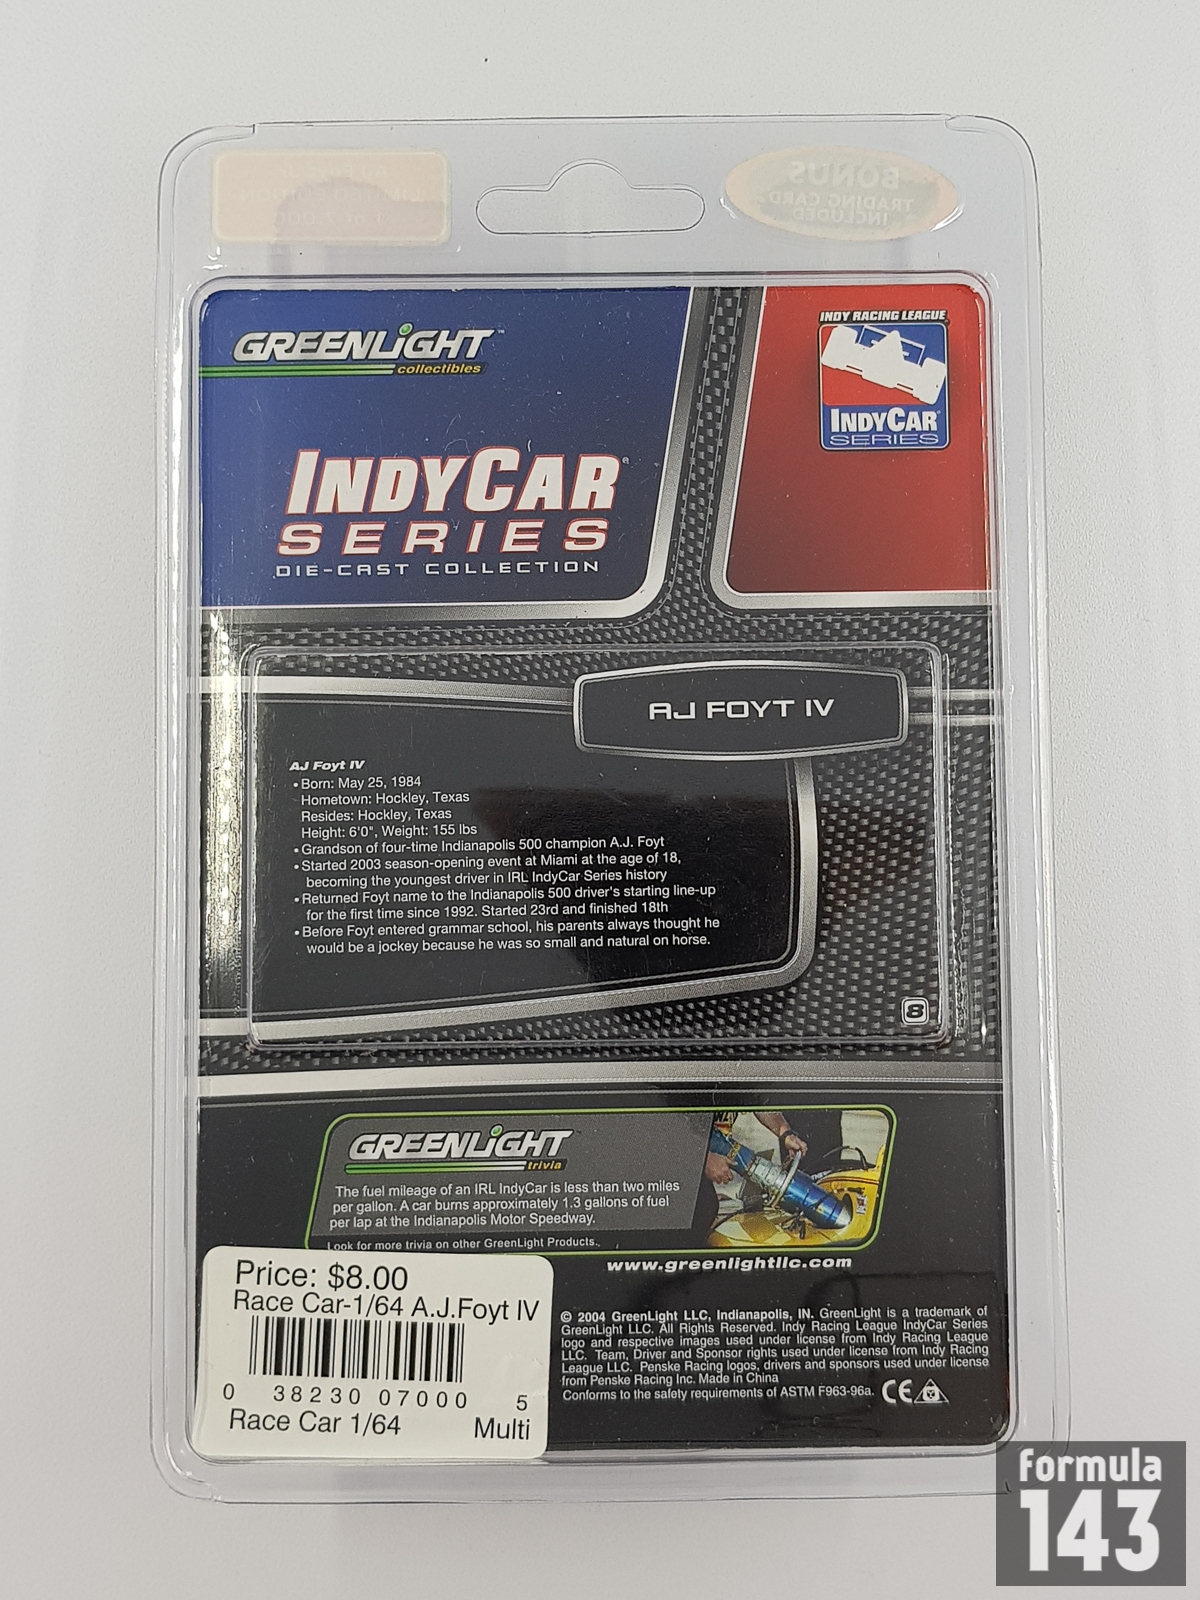 BONUS
TRADING CARD
INCLUDED
GREENLIGHT™
collectibles
INDY RACING LEAGUE
INDYCAR
SERIES
INDYCAR®
SERIES
DIE-CAST COLLECTION
AJ FOYT IV
AJ Foyt IV
• Born: May 25, 1984
Hometown: Hockley, Texas
Resides: Hockley, Texas
Height: 6'0", Weight: 155 lbs
• Grandson of four-time Indianapolis 500 champion A.J. Foyt
• Started 2003 season-opening event at Miami at the age of 18,
becoming the youngest driver in IRL IndyCar Series history
• Returned Foyt name to the Indianapolis 500 driver's starting line-up
for the first time since 1992. Started 23rd and finished 18th
• Before Foyt entered grammar school, his parents always thought he
would be a jockey because he was so small and natural on horse.
8
GREENLIGHT™
trivia
The fuel mileage of an IRL IndyCar is less than two miles
per gallon. A car burns approximately 1.3 gallons of fuel
per lap at the Indianapolis Motor Speedway.
Look for more trivia on other GreenLight Products.
www.greenlightllc.com
Price: $8.00
Race Car-1/64 A.J.Foyt IV
0 38230 07000 5
Race Car 1/64 Multi
© 2004 GreenLight LLC, Indianapolis, IN. GreenLight is a trademark of
GreenLight LLC. All Rights Reserved. Indy Racing League IndyCar Series
logo and respective images used under license from Indy Racing League
LLC. Team, Driver and Sponsor rights used under license from Indy Racing
League LLC. Penske Racing logos, drivers and sponsors used under license
from Penske Racing Inc. Made in China
Conforms to the safety requirements of ASTM F963-96a. CE
formula
143